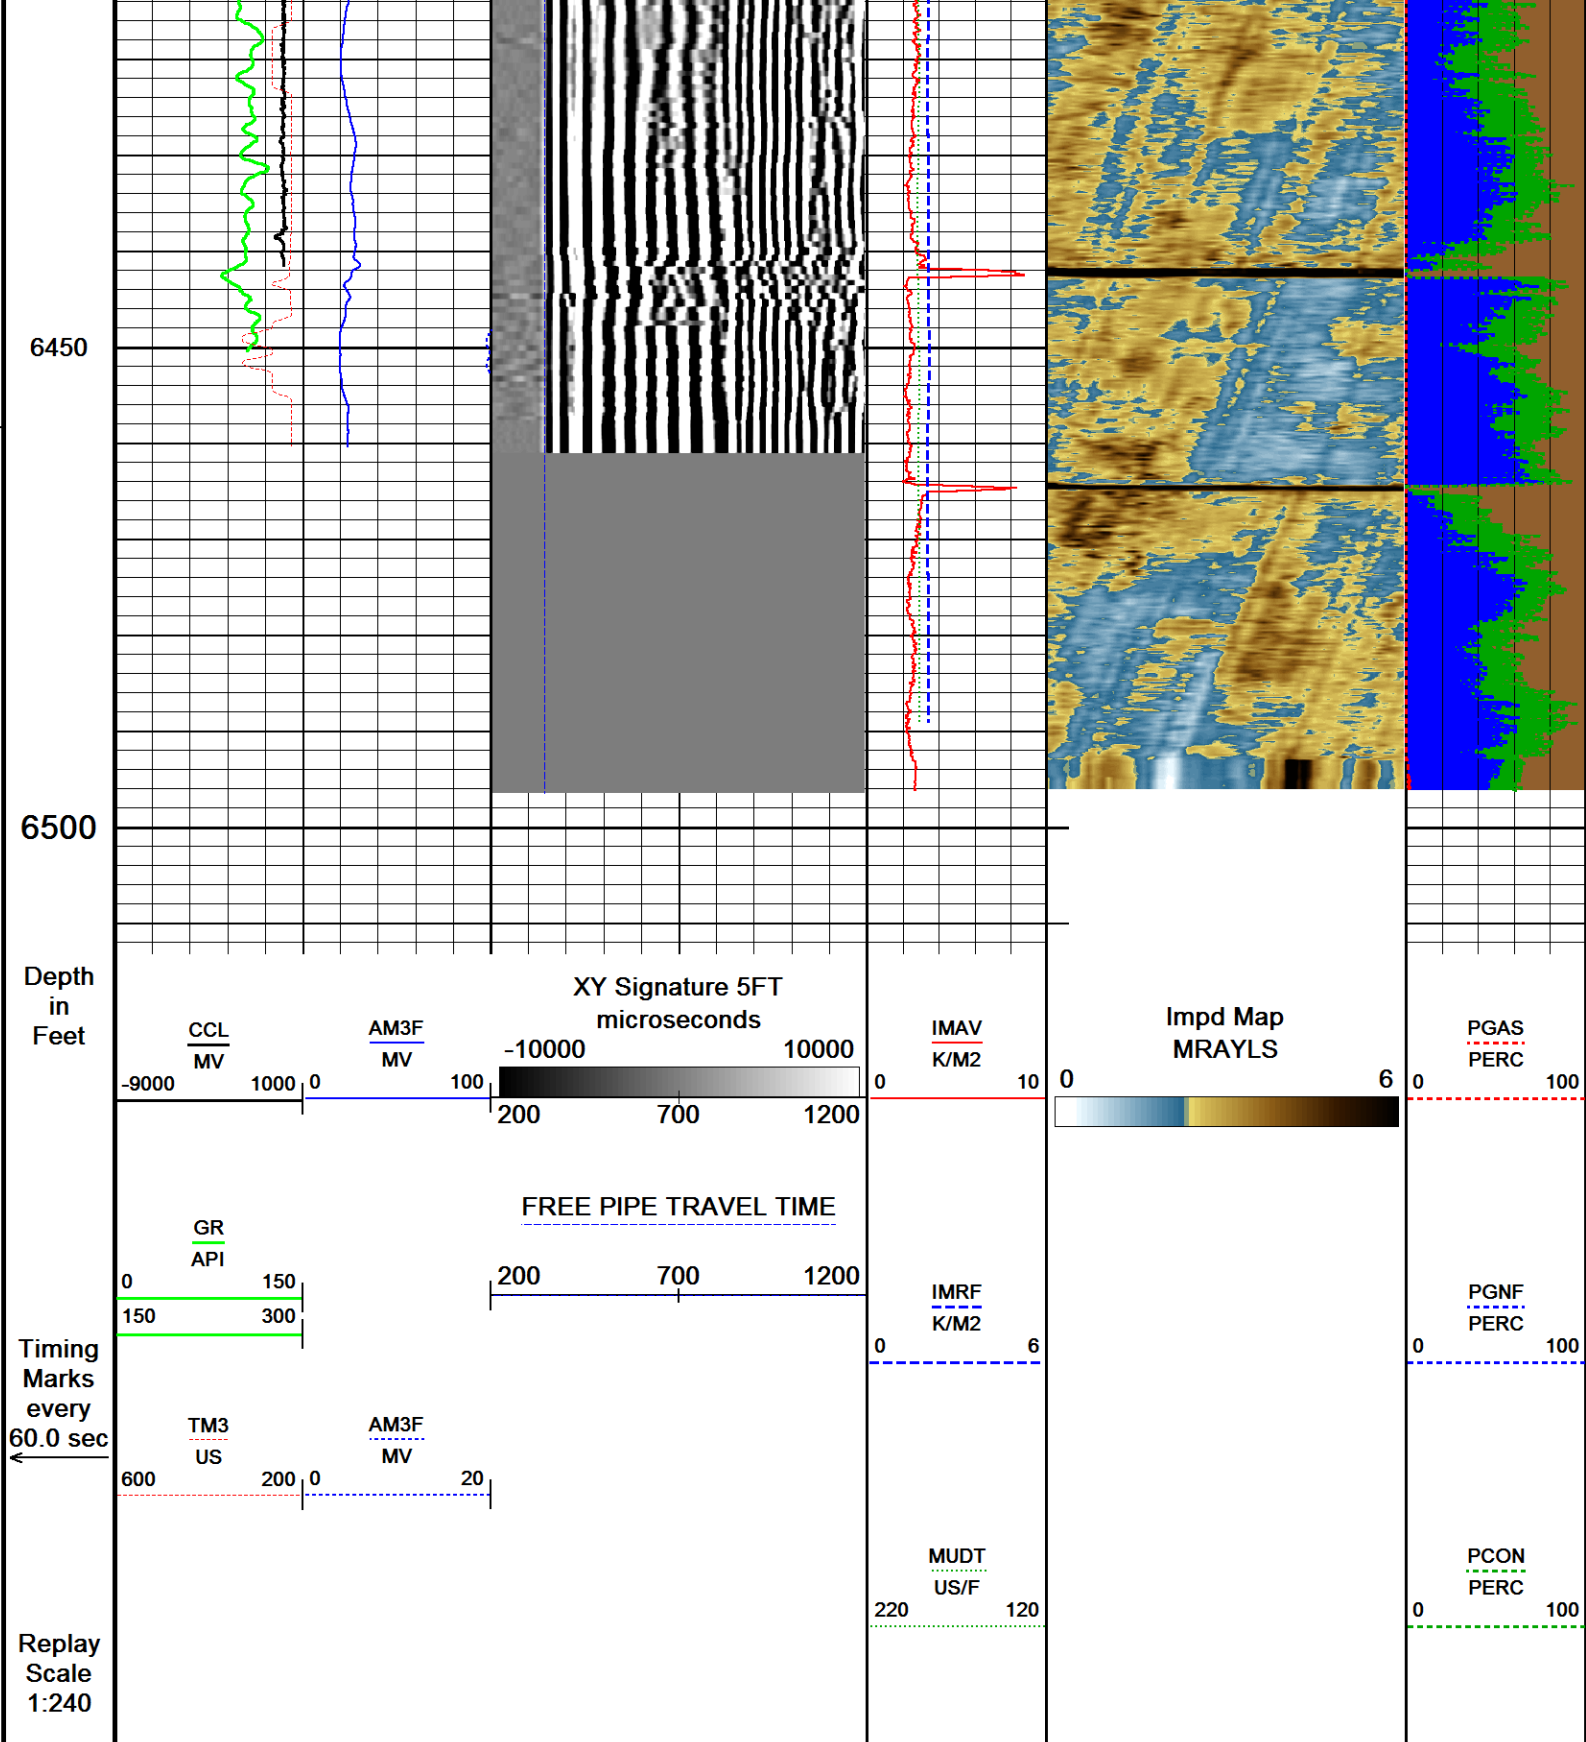 6450
6500
Depth
in
Feet
CCL
MV
-9000 1000
AM3F
MV
0 100
XY Signature 5FT
microseconds
-10000 10000
200 700 1200
IMAV
K/M2
0 10
Impd Map
MRAYLS
0 6
PGAS
PERC
0 100
FREE PIPE TRAVEL TIME
200 700 1200
GR
API
0 150
150 300
IMRF
K/M2
0 6
PGNF
PERC
0 100
Timing
Marks
every
60.0 sec
TM3
US
600 200
AM3F
MV
0 20
MUDT
US/F
220 120
PCON
PERC
0 100
Replay
Scale
1:240